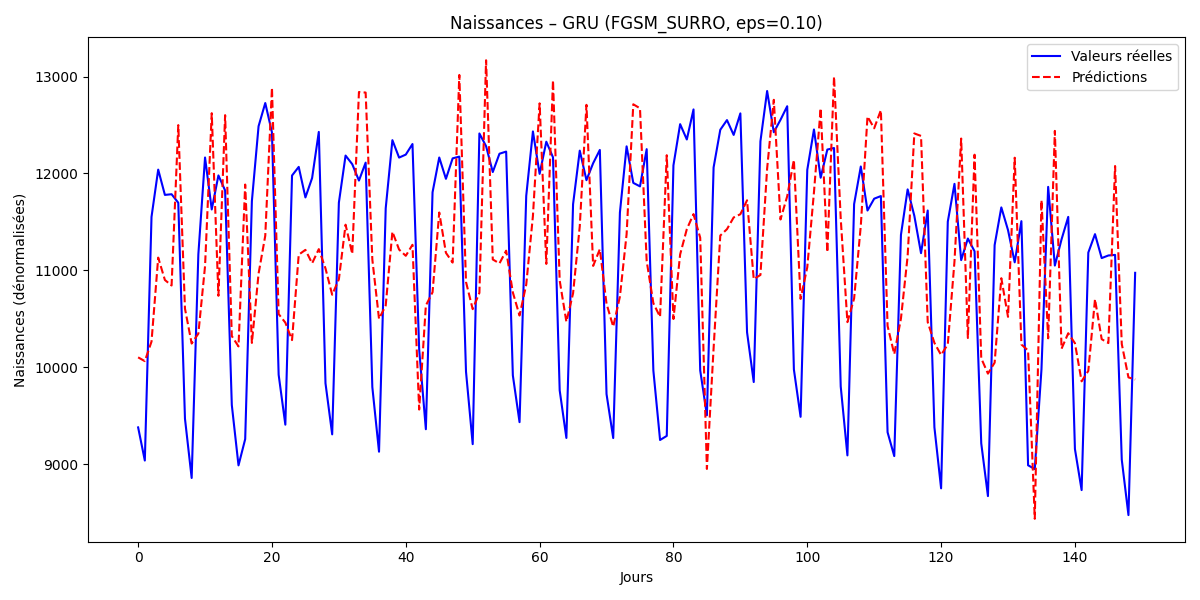 Naissances – GRU (FGSM_SURRO, eps=0.10)
Valeurs réelles
Prédictions
Naissances (dénormalisées)
13000
12000
11000
10000
9000
0 20 40 60 80 100 120 140
Jours